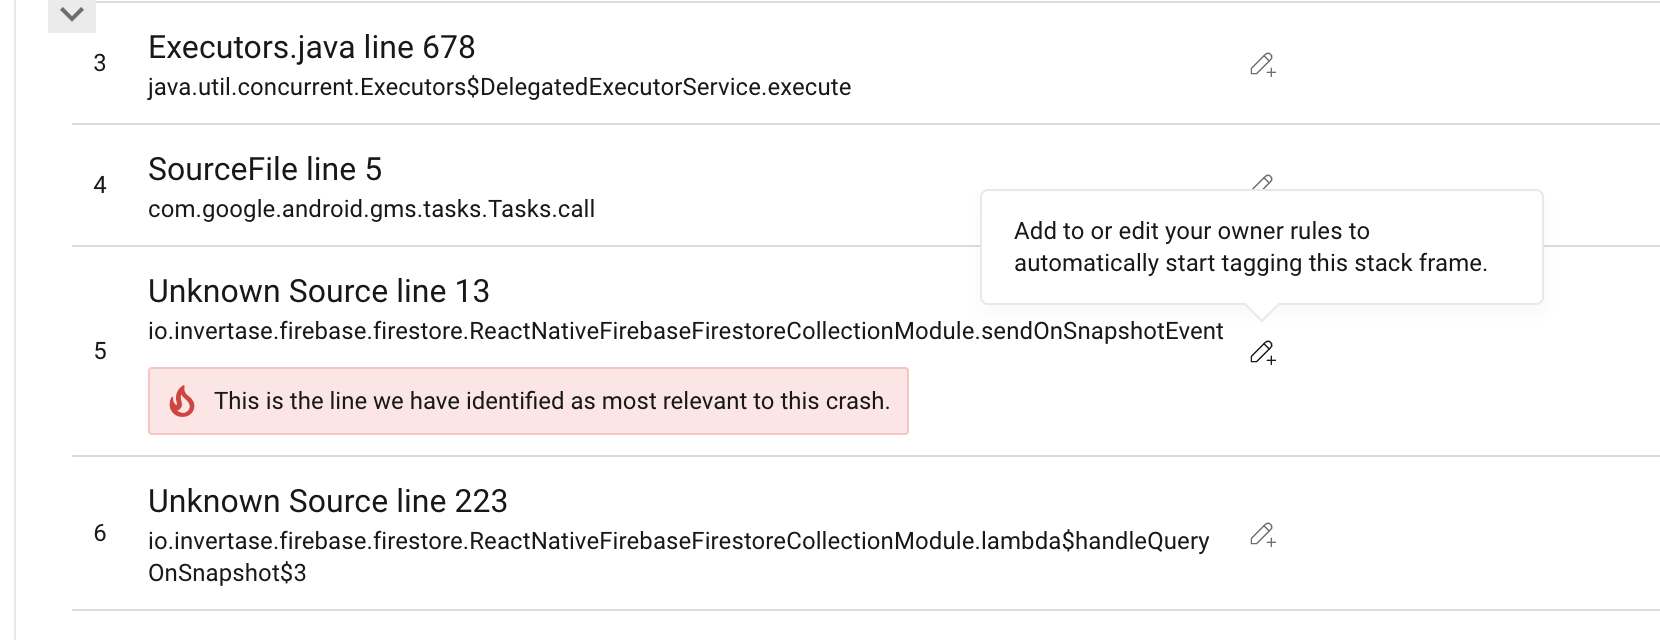 3
Executors.java line 678
java.util.concurrent.Executors$DelegatedExecutorService.execute
4
SourceFile line 5
com.google.android.gms.tasks.Tasks.call
Add to or edit your owner rules to
automatically start tagging this stack frame.
5
Unknown Source line 13
io.invertase.firebase.firestore.ReactNativeFirebaseFirestoreCollectionModule.sendOnSnapshotEvent
This is the line we have identified as most relevant to this crash.
6
Unknown Source line 223
io.invertase.firebase.firestore.ReactNativeFirebaseFirestoreCollectionModule.lambda$handleQuery
OnSnapshot$3